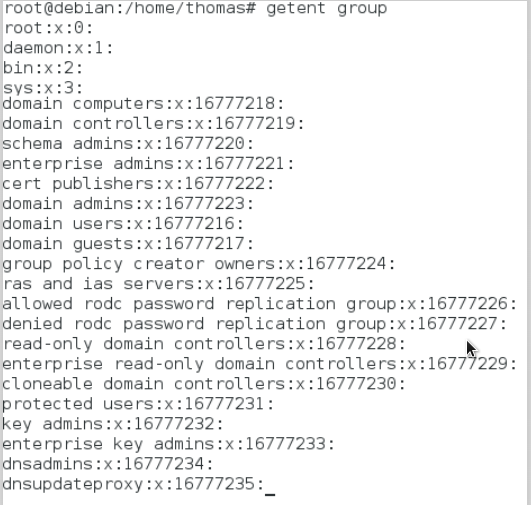 root@debian:/home/thomas# getent group
root:x:0:
daemon:x:1:
bin:x:2:
sys:x:3:
domain computers:x:16777218:
domain controllers:x:16777219:
schema admins:x:16777220:
enterprise admins:x:16777221:
cert publishers:x:16777222:
domain admins:x:16777223:
domain users:x:16777216:
domain guests:x:16777217:
group policy creator owners:x:16777224:
ras and ias servers:x:16777225:
allowed rodc password replication group:x:16777226:
denied rodc password replication group:x:16777227:
read-only domain controllers:x:16777228:
enterprise read-only domain controllers:x:16777229:
cloneable domain controllers:x:16777230:
protected users:x:16777231:
key admins:x:16777232:
enterprise key admins:x:16777233:
dnsadmins:x:16777234:
dnsupdateproxy:x:16777235:_